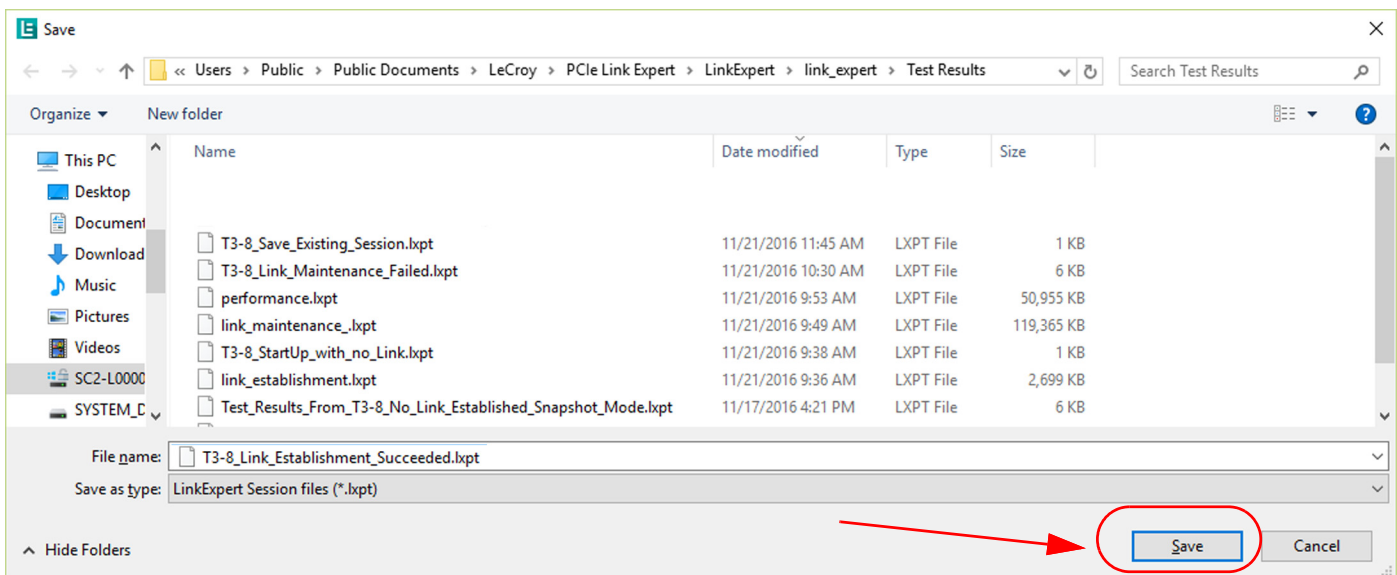 Save
« Users > Public > Public Documents > LeCroy > PCIe Link Expert > LinkExpert > link_expert > Test Results
Search Test Results
Organize
New folder
Name Date modified Type Size
This PC
Desktop
Document
Download
Music
Pictures
Videos
SC2-L0000
SYSTEM_D
T3-8_Save_Existing_Session.lxpt 11/21/2016 11:45 AM LXPT File 1 KB
T3-8_Link_Maintenance_Failed.lxpt 11/21/2016 10:30 AM LXPT File 6 KB
performance.lxpt 11/21/2016 9:53 AM LXPT File 50,955 KB
link_maintenance_.lxpt 11/21/2016 9:49 AM LXPT File 119,365 KB
T3-8_StartUp_with_no_Link.lxpt 11/21/2016 9:38 AM LXPT File 1 KB
link_establishment.lxpt 11/21/2016 9:36 AM LXPT File 2,699 KB
Test_Results_From_T3-8_No_Link_Established_Snapshot_Mode.lxpt 11/17/2016 4:21 PM LXPT File 6 KB
File name: T3-8_Link_Establishment_Succeeded.lxpt
Save as type: LinkExpert Session files (*.lxpt)
Hide Folders
Save
Cancel